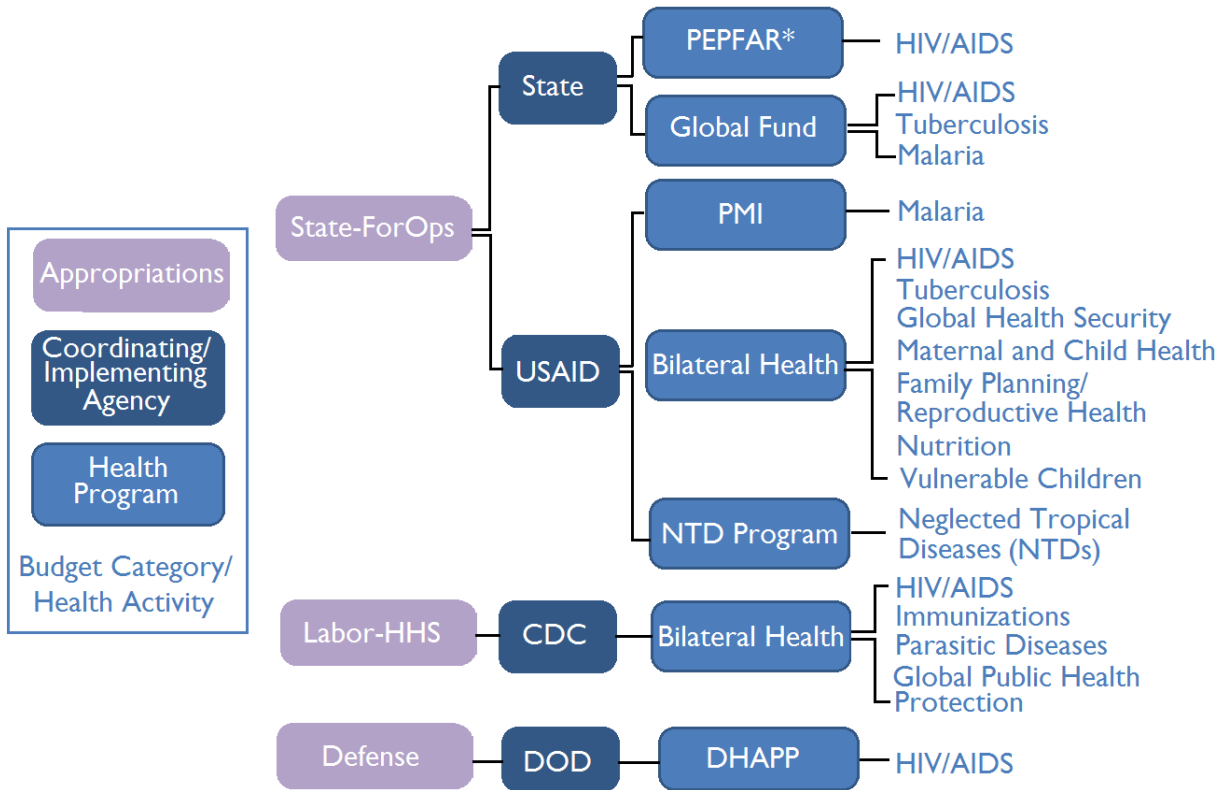 PEPFAR*
HIV/AIDS
State
Global Fund
HIV/AIDS
Tuberculosis
Malaria
State-ForOps
PMI
Malaria
USAID
Bilateral Health
HIV/AIDS
Tuberculosis
Global Health Security
Maternal and Child Health
Family Planning/
Reproductive Health
Nutrition
Vulnerable Children
NTD Program
Neglected Tropical
Diseases (NTDs)
Appropriations
Coordinating/
Implementing
Agency
Health
Program
Budget Category/
Health Activity
Labor-HHS
CDC
Bilateral Health
HIV/AIDS
Immunizations
Parasitic Diseases
Global Public Health
Protection
Defense
DOD
DHAPP
HIV/AIDS